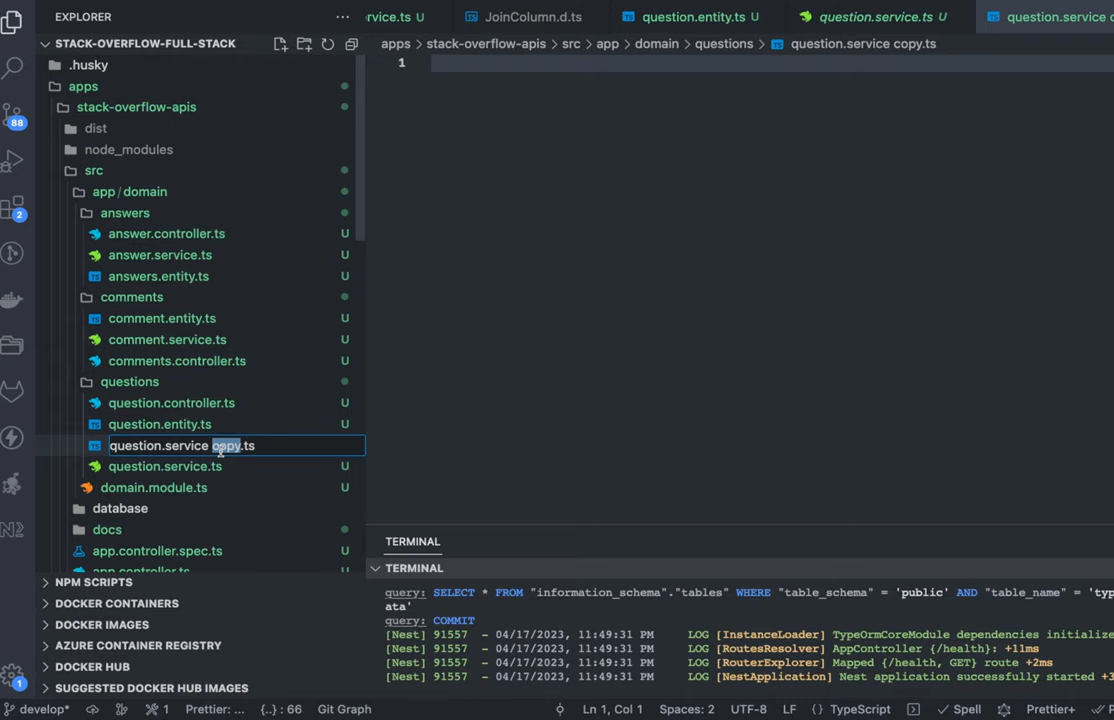 EXPLORER
rvice.ts U
JoinColumn.d.ts
question.entity.ts U
question.service.ts U
question.service c
STACK-OVERFLOW-FULL-STACK
apps > stack-overflow-apis > src > app > domain > questions > TS question.service copy.ts
.husky
1
apps
stack-overflow-apis
88
dist
node_modules
src
app / domain
2
answers
answer.controller.ts U
answer.service.ts U
answers.entity.ts U
comments
comment.entity.ts U
comment.service.ts U
comments.controller.ts U
questions
question.controller.ts U
question.entity.ts U
question.service copy.ts
question.service.ts U
domain.module.ts U
database
docs
app.controller.spec.ts U
app.controller.ts U
NPM SCRIPTS
DOCKER CONTAINERS
DOCKER IMAGES
AZURE CONTAINER REGISTRY
DOCKER HUB
SUGGESTED DOCKER HUB IMAGES
1
TERMINAL
TERMINAL
query: SELECT * FROM "information_schema"."tables" WHERE "table_schema" = 'public' AND "table_name" = 'typ
ata'
query: COMMIT
[Nest] 91557 - 04/17/2023, 11:49:31 PM LOG [InstanceLoader] TypeOrmCoreModule dependencies initialize
[Nest] 91557 - 04/17/2023, 11:49:31 PM LOG [RoutesResolver] AppController {/health}: +11ms
[Nest] 91557 - 04/17/2023, 11:49:31 PM LOG [RouterExplorer] Mapped {/health, GET} route +2ms
[Nest] 91557 - 04/17/2023, 11:49:31 PM LOG [NestApplication] Nest application successfully started +3
develop* 1 Prettier: ... {..} : 66 Git Graph Ln 1, Col 1 Spaces: 2 UTF-8 LF {} TypeScript Spell Prettier+